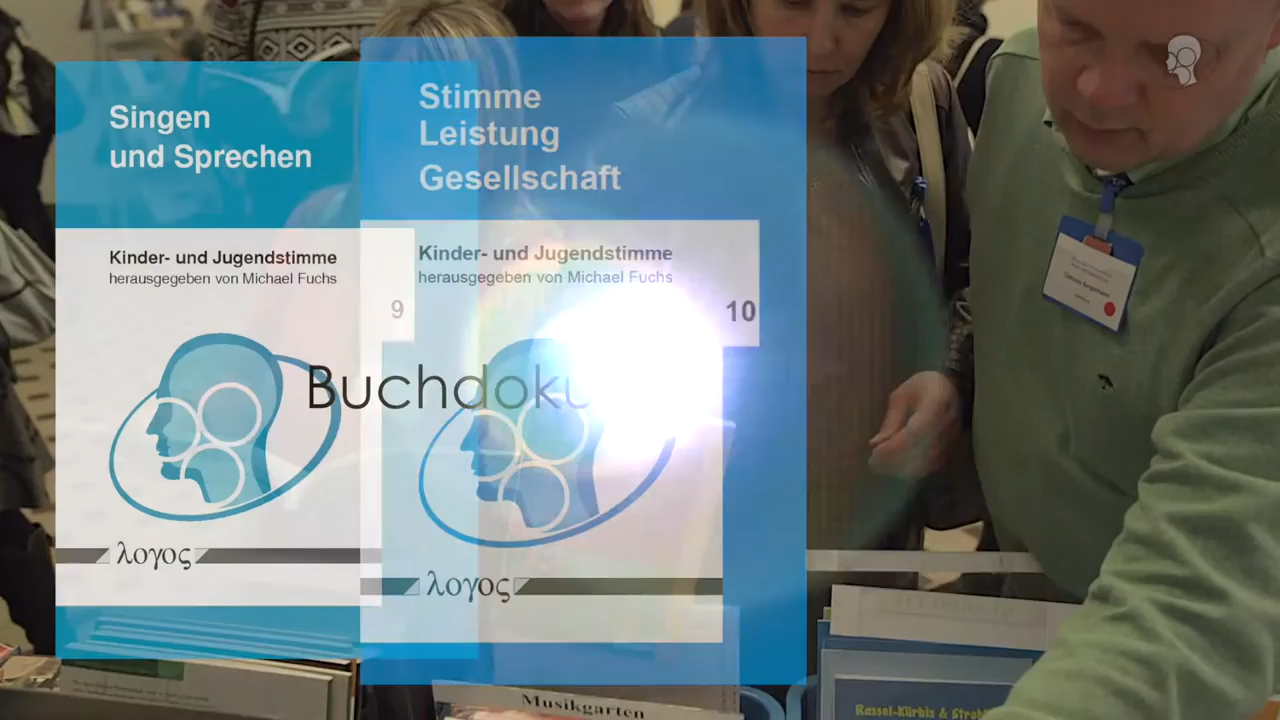 Singen
und Sprechen
Kinder- und Jugendstimme
herausgegeben von Michael Fuchs
9
λογος
Stimme
Leistung
Gesellschaft
Kinder- und Jugendstimme
herausgegeben von Michael Fuchs
10
λογος
Buchdoku
Musikgarten
Rassel-Kürbis &